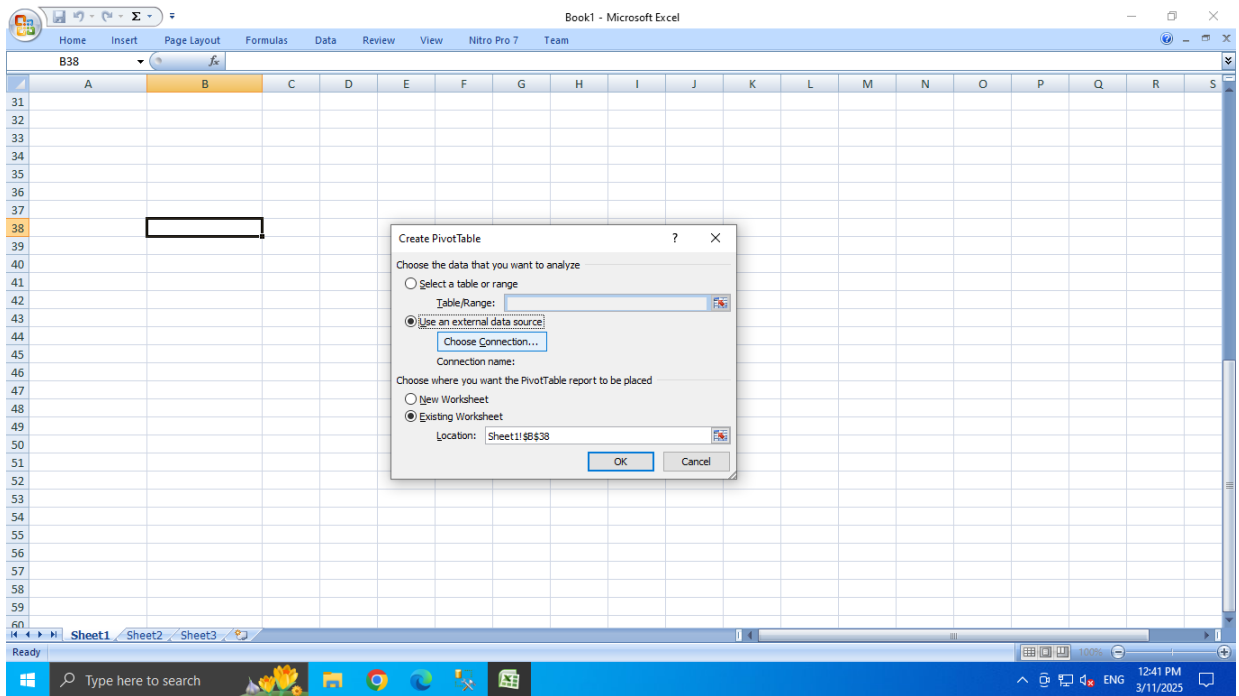 Book1 - Microsoft Excel
Home Insert Page Layout Formulas Data Review View Nitro Pro 7 Team
B38 fx
A B C D E F G H I J K L M N O P Q R S
31
32
33
34
35
36
37
38
39
40
41
42
43
44
45
46
47
48
49
50
51
52
53
54
55
56
57
58
59
60
Create PivotTable ?
Choose the data that you want to analyze
Select a table or range
Table/Range:
Use an external data source
Choose Connection...
Connection name:
Choose where you want the PivotTable report to be placed
New Worksheet
Existing Worksheet
Location: Sheet1!$B$38
OK Cancel
Sheet1 Sheet2 Sheet3
Ready 100%
Type here to search ENG 12:41 PM
3/11/2025